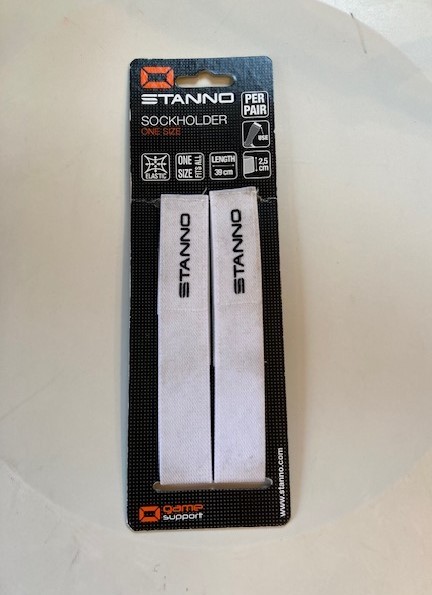 STANNO
PER
PAIR
SOCKHOLDER
ONE SIZE
USE
ELASTIC
ONE
SIZE
FITS ALL
LENGTH
39 cm
2,5
cm
STANNO
STANNO
game
support
www.stanno.com